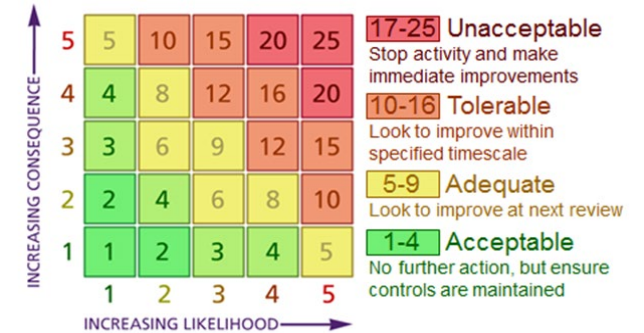 INCREASING CONSEQUENCE
5 5 10 15 20 25
4 4 8 12 16 20
3 3 6 9 12 15
2 2 4 6 8 10
1 1 2 3 4 5
1 2 3 4 5
INCREASING LIKELIHOOD
17-25 Unacceptable
Stop activity and make
immediate improvements
10-16 Tolerable
Look to improve within
specified timescale
5-9 Adequate
Look to improve at next review
1-4 Acceptable
No further action, but ensure
controls are maintained